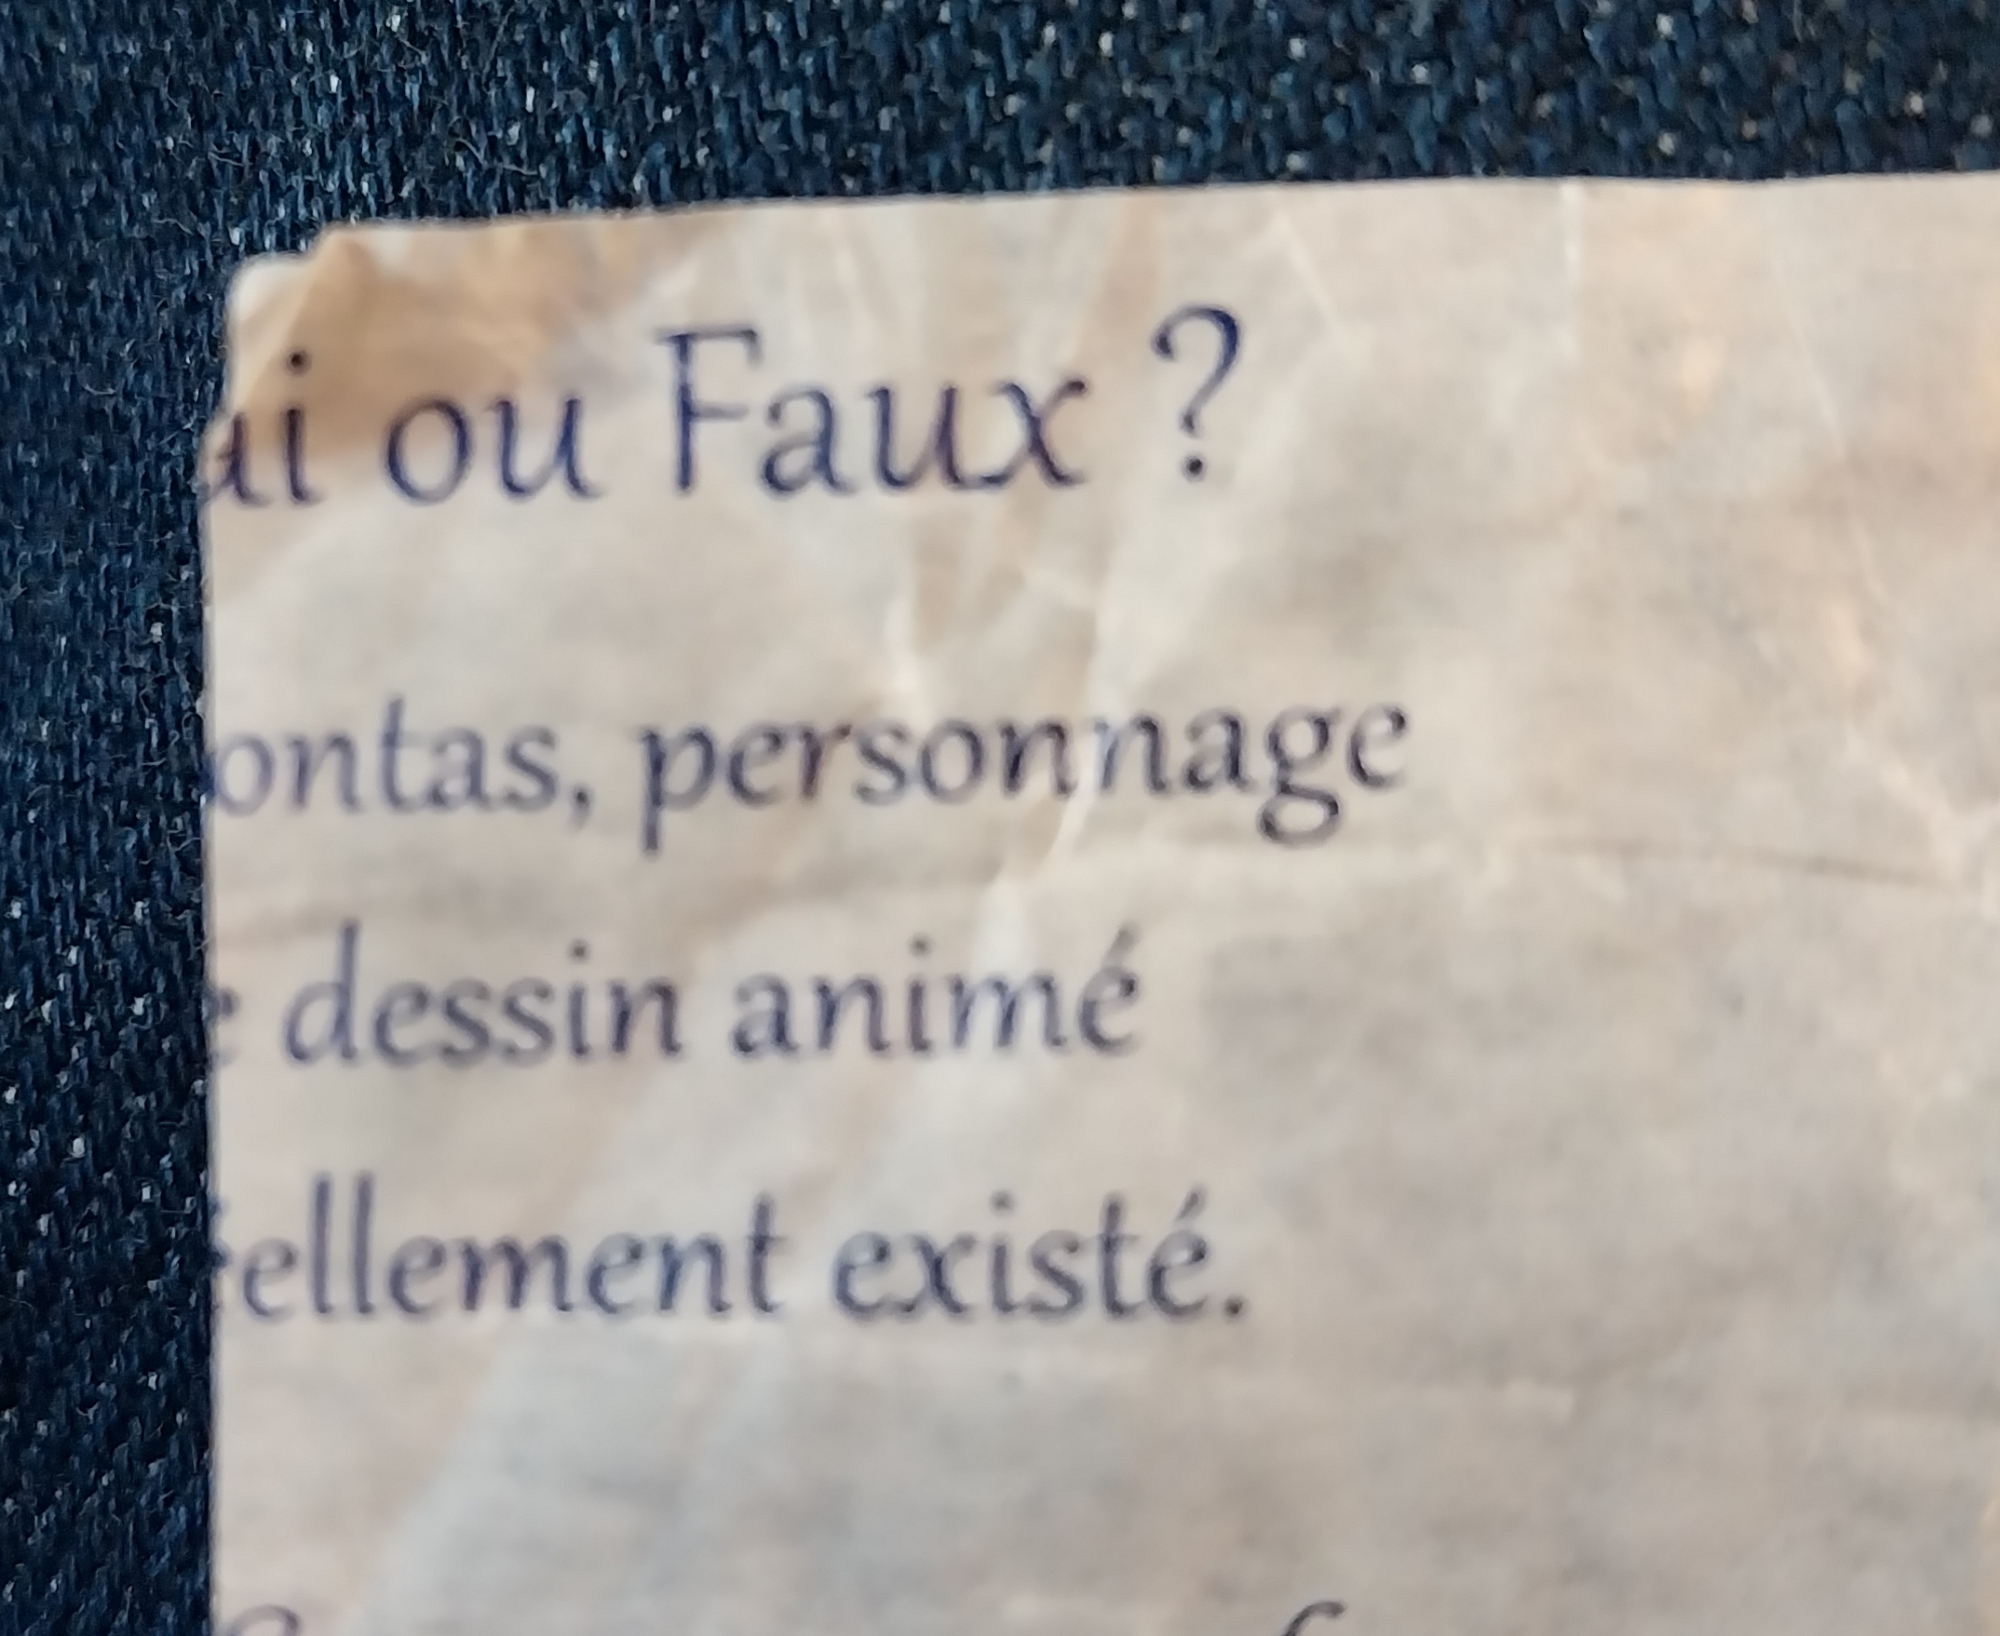 ai ou Faux ?
ontas, personnage
dessin animé
ellement existé.